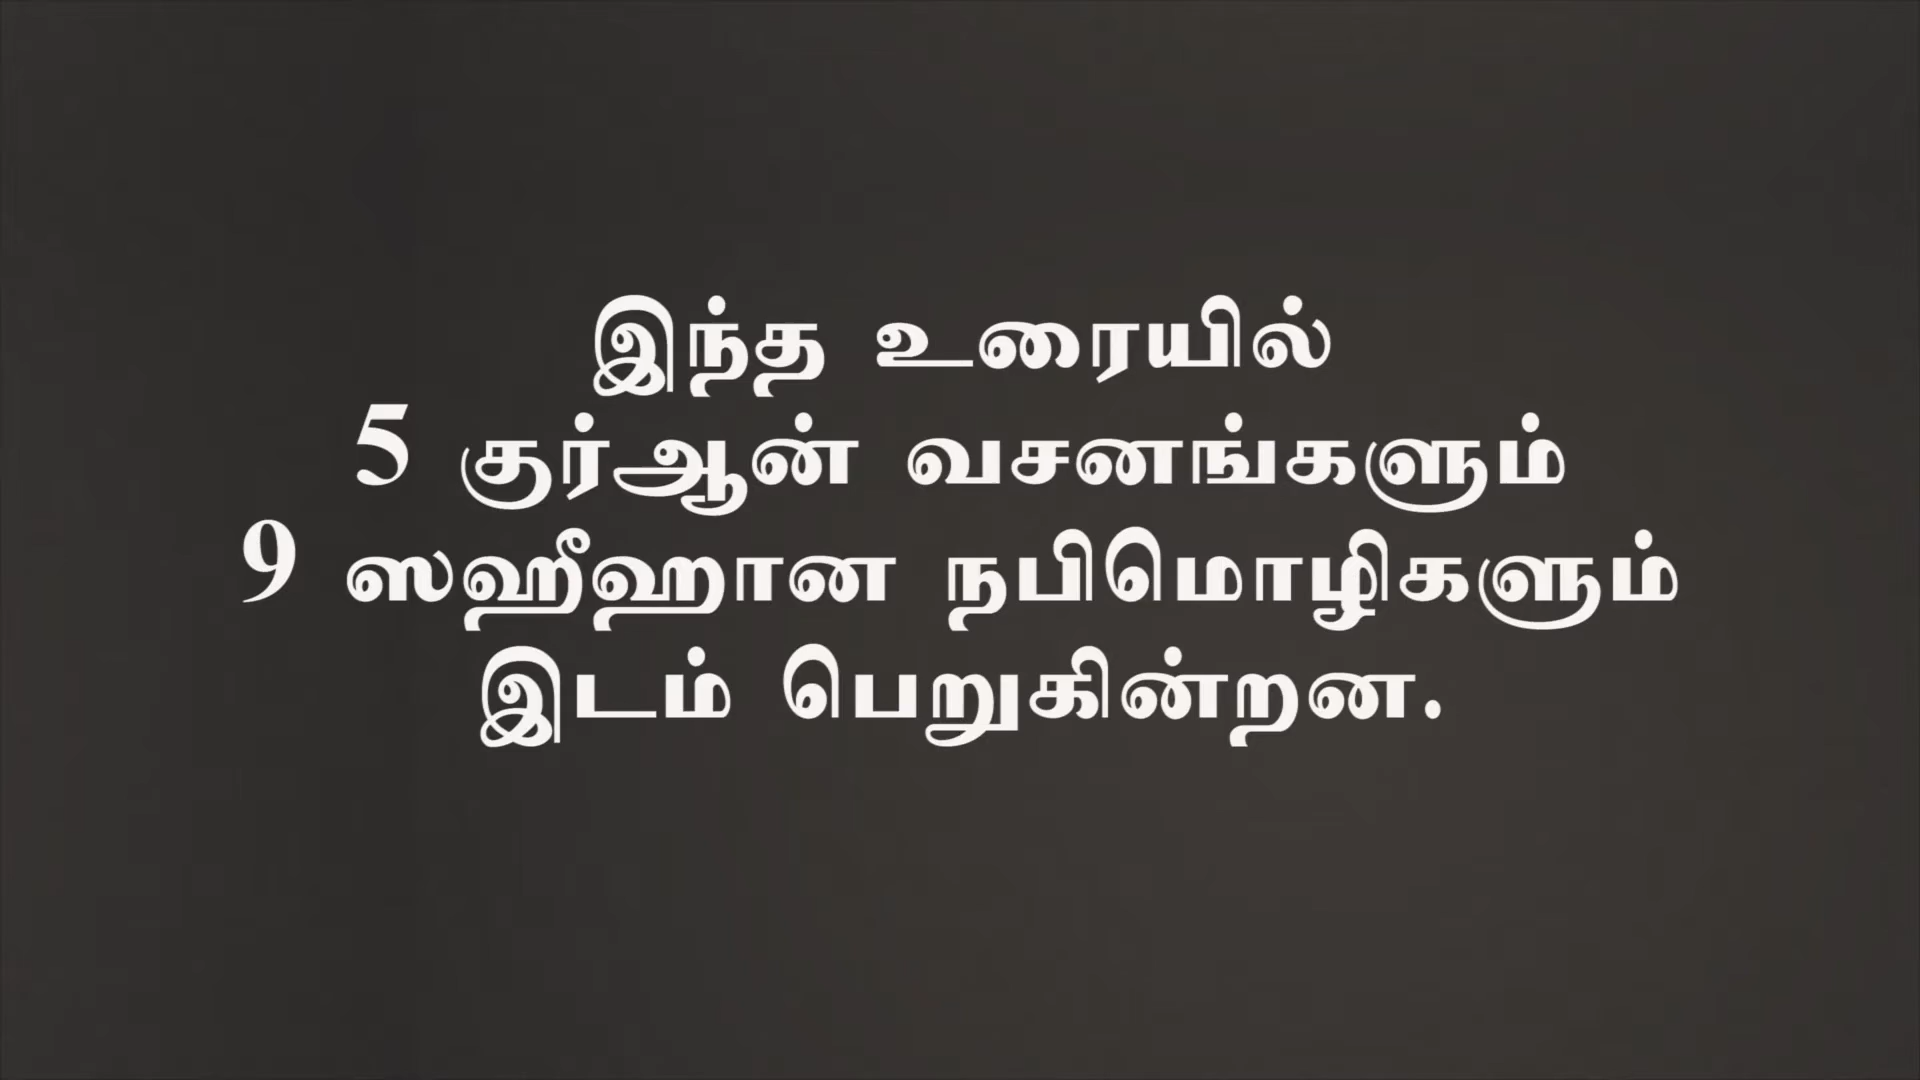 இந்த உரையில்
5 குர்ஆன் வசனங்களும்
9 ஸஹீஹான நபிமொழிகளும்
இடம் பெறுகின்றன.